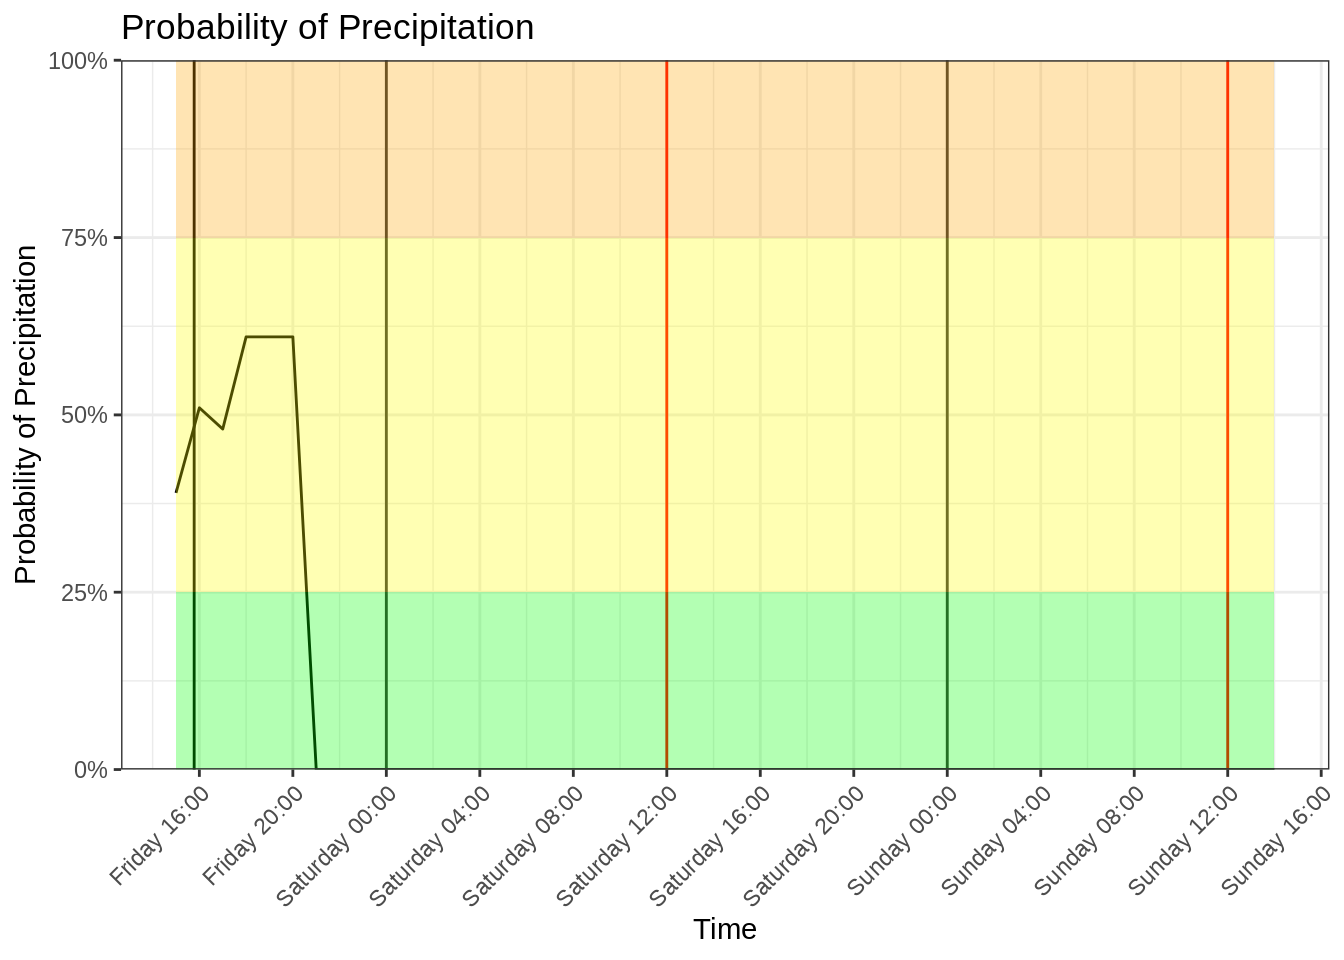 Probability of Precipitation
Probability of Precipitation
100%
75%
50%
25%
0%
Friday 16:00
Friday 20:00
Saturday 00:00
Saturday 04:00
Saturday 08:00
Saturday 12:00
Saturday 16:00
Saturday 20:00
Sunday 00:00
Sunday 04:00
Sunday 08:00
Sunday 12:00
Sunday 16:00
Time